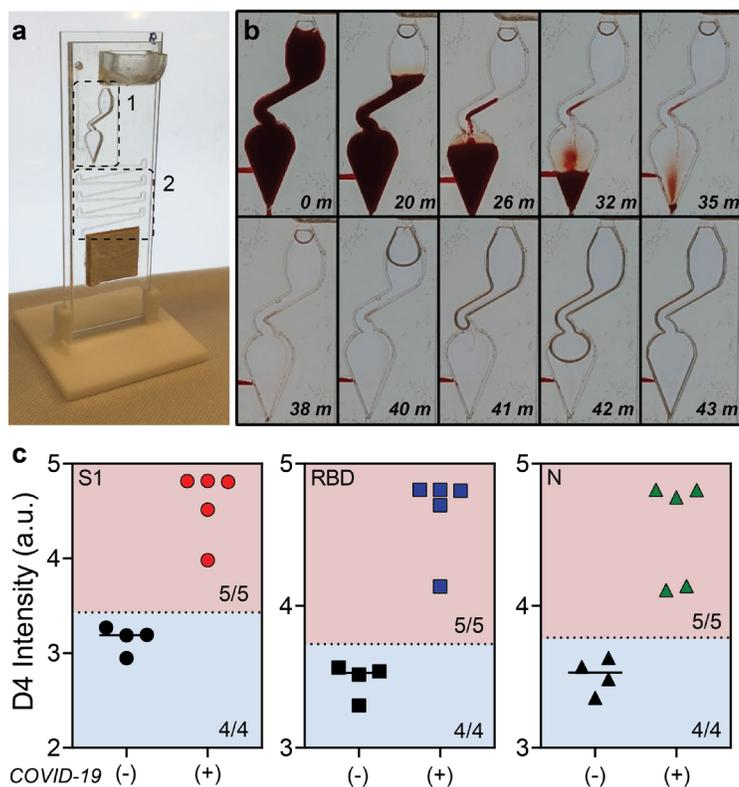 a
1
2
b
0 m
20 m
26 m
32 m
35 m
38 m
40 m
41 m
42 m
43 m
c
D4 Intensity (a.u.)
5
4
3
2
S1
5/5
4/4
COVID-19 (-) (+)
5
4
3
RBD
5/5
4/4
(-) (+)
5
4
3
N
5/5
4/4
(-) (+)